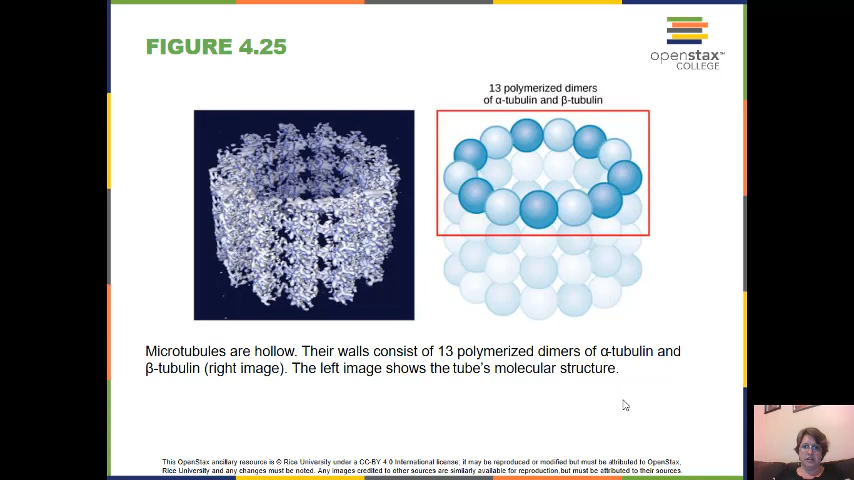 FIGURE 4.25
openstax™
COLLEGE
13 polymerized dimers
of α-tubulin and β-tubulin
Microtubules are hollow. Their walls consist of 13 polymerized dimers of α-tubulin and
β-tubulin (right image). The left image shows the tube's molecular structure.
This OpenStax ancillary resource is © Rice University under a CC-BY 4.0 International license; it may be reproduced or modified but must be attributed to OpenStax,
Rice University and any changes must be noted. Any images credited to other sources are similarly available for reproduction, but must be attributed to their sources.